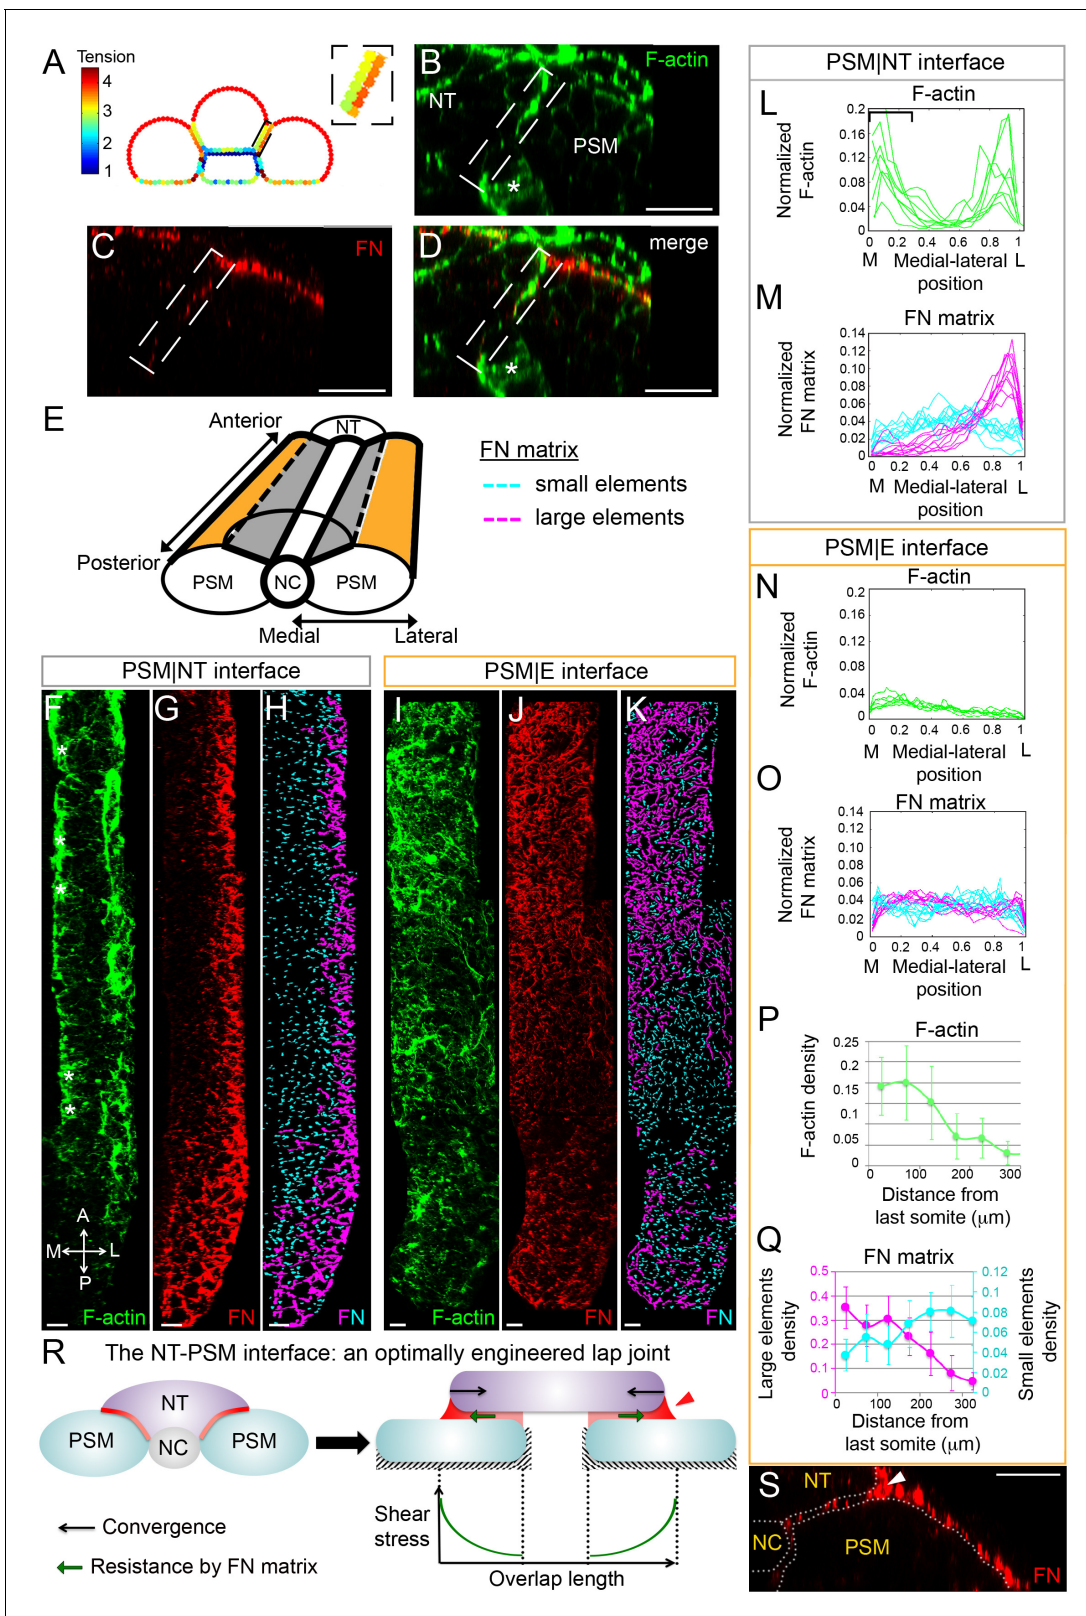 A
Tension
4
3
2
1
B
F-actin
NT
PSM
*
C
FN
D
merge
*
E
Anterior
NT
Posterior
PSM
NC
PSM
Medial
Lateral
FN matrix
small elements
large elements
PSM|NT interface
F
*
*
*
*
*
A
M
L
P
F-actin
G
FN
H
FN
PSM|E interface
I
F-actin
J
FN
K
FN
PSM|NT interface
L
F-actin
Normalized
F-actin
0.2
0.16
0.12
0.08
0.04
0
0
0.2
0.4
0.6
0.8
1
M
Medial-lateral
position
L
M
FN matrix
Normalized
FN matrix
0.14
0.12
0.10
0.08
0.06
0.04
0.02
0
0
0.2
0.4
0.6
0.8
1
M
Medial-lateral
position
L
PSM|E interface
N
F-actin
Normalized
F-actin
0.2
0.16
0.12
0.08
0.04
0
0
0.2
0.4
0.6
0.8
1
M
Medial-lateral
position
L
O
FN matrix
Normalized
FN matrix
0.14
0.12
0.10
0.08
0.06
0.04
0.02
0
0
0.2
0.4
0.6
0.8
1
M
Medial-lateral
position
L
P
F-actin
F-actin density
0.25
0.2
0.15
0.1
0.05
0
0
100
200
300
Distance from
last somite (μm)
Q
FN matrix
Large elements
density
0.5
0.4
0.3
0.2
0.1
0
0.12
0.10
0.08
0.06
0.04
0.02
0
Small elements
density
0
100
200
300
Distance from
last somite (μm)
R
The NT-PSM interface: an optimally engineered lap joint
NT
PSM
NC
PSM
Convergence
Resistance by FN matrix
Shear
stress
Overlap length
S
NT
NC
PSM
FN